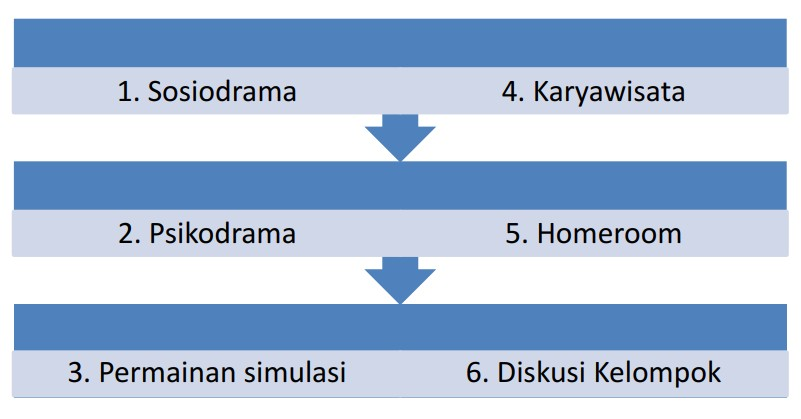 1. Sosiodrama
4. Karyawisata
2. Psikodrama
5. Homeroom
3. Permainan simulasi
6. Diskusi Kelompok